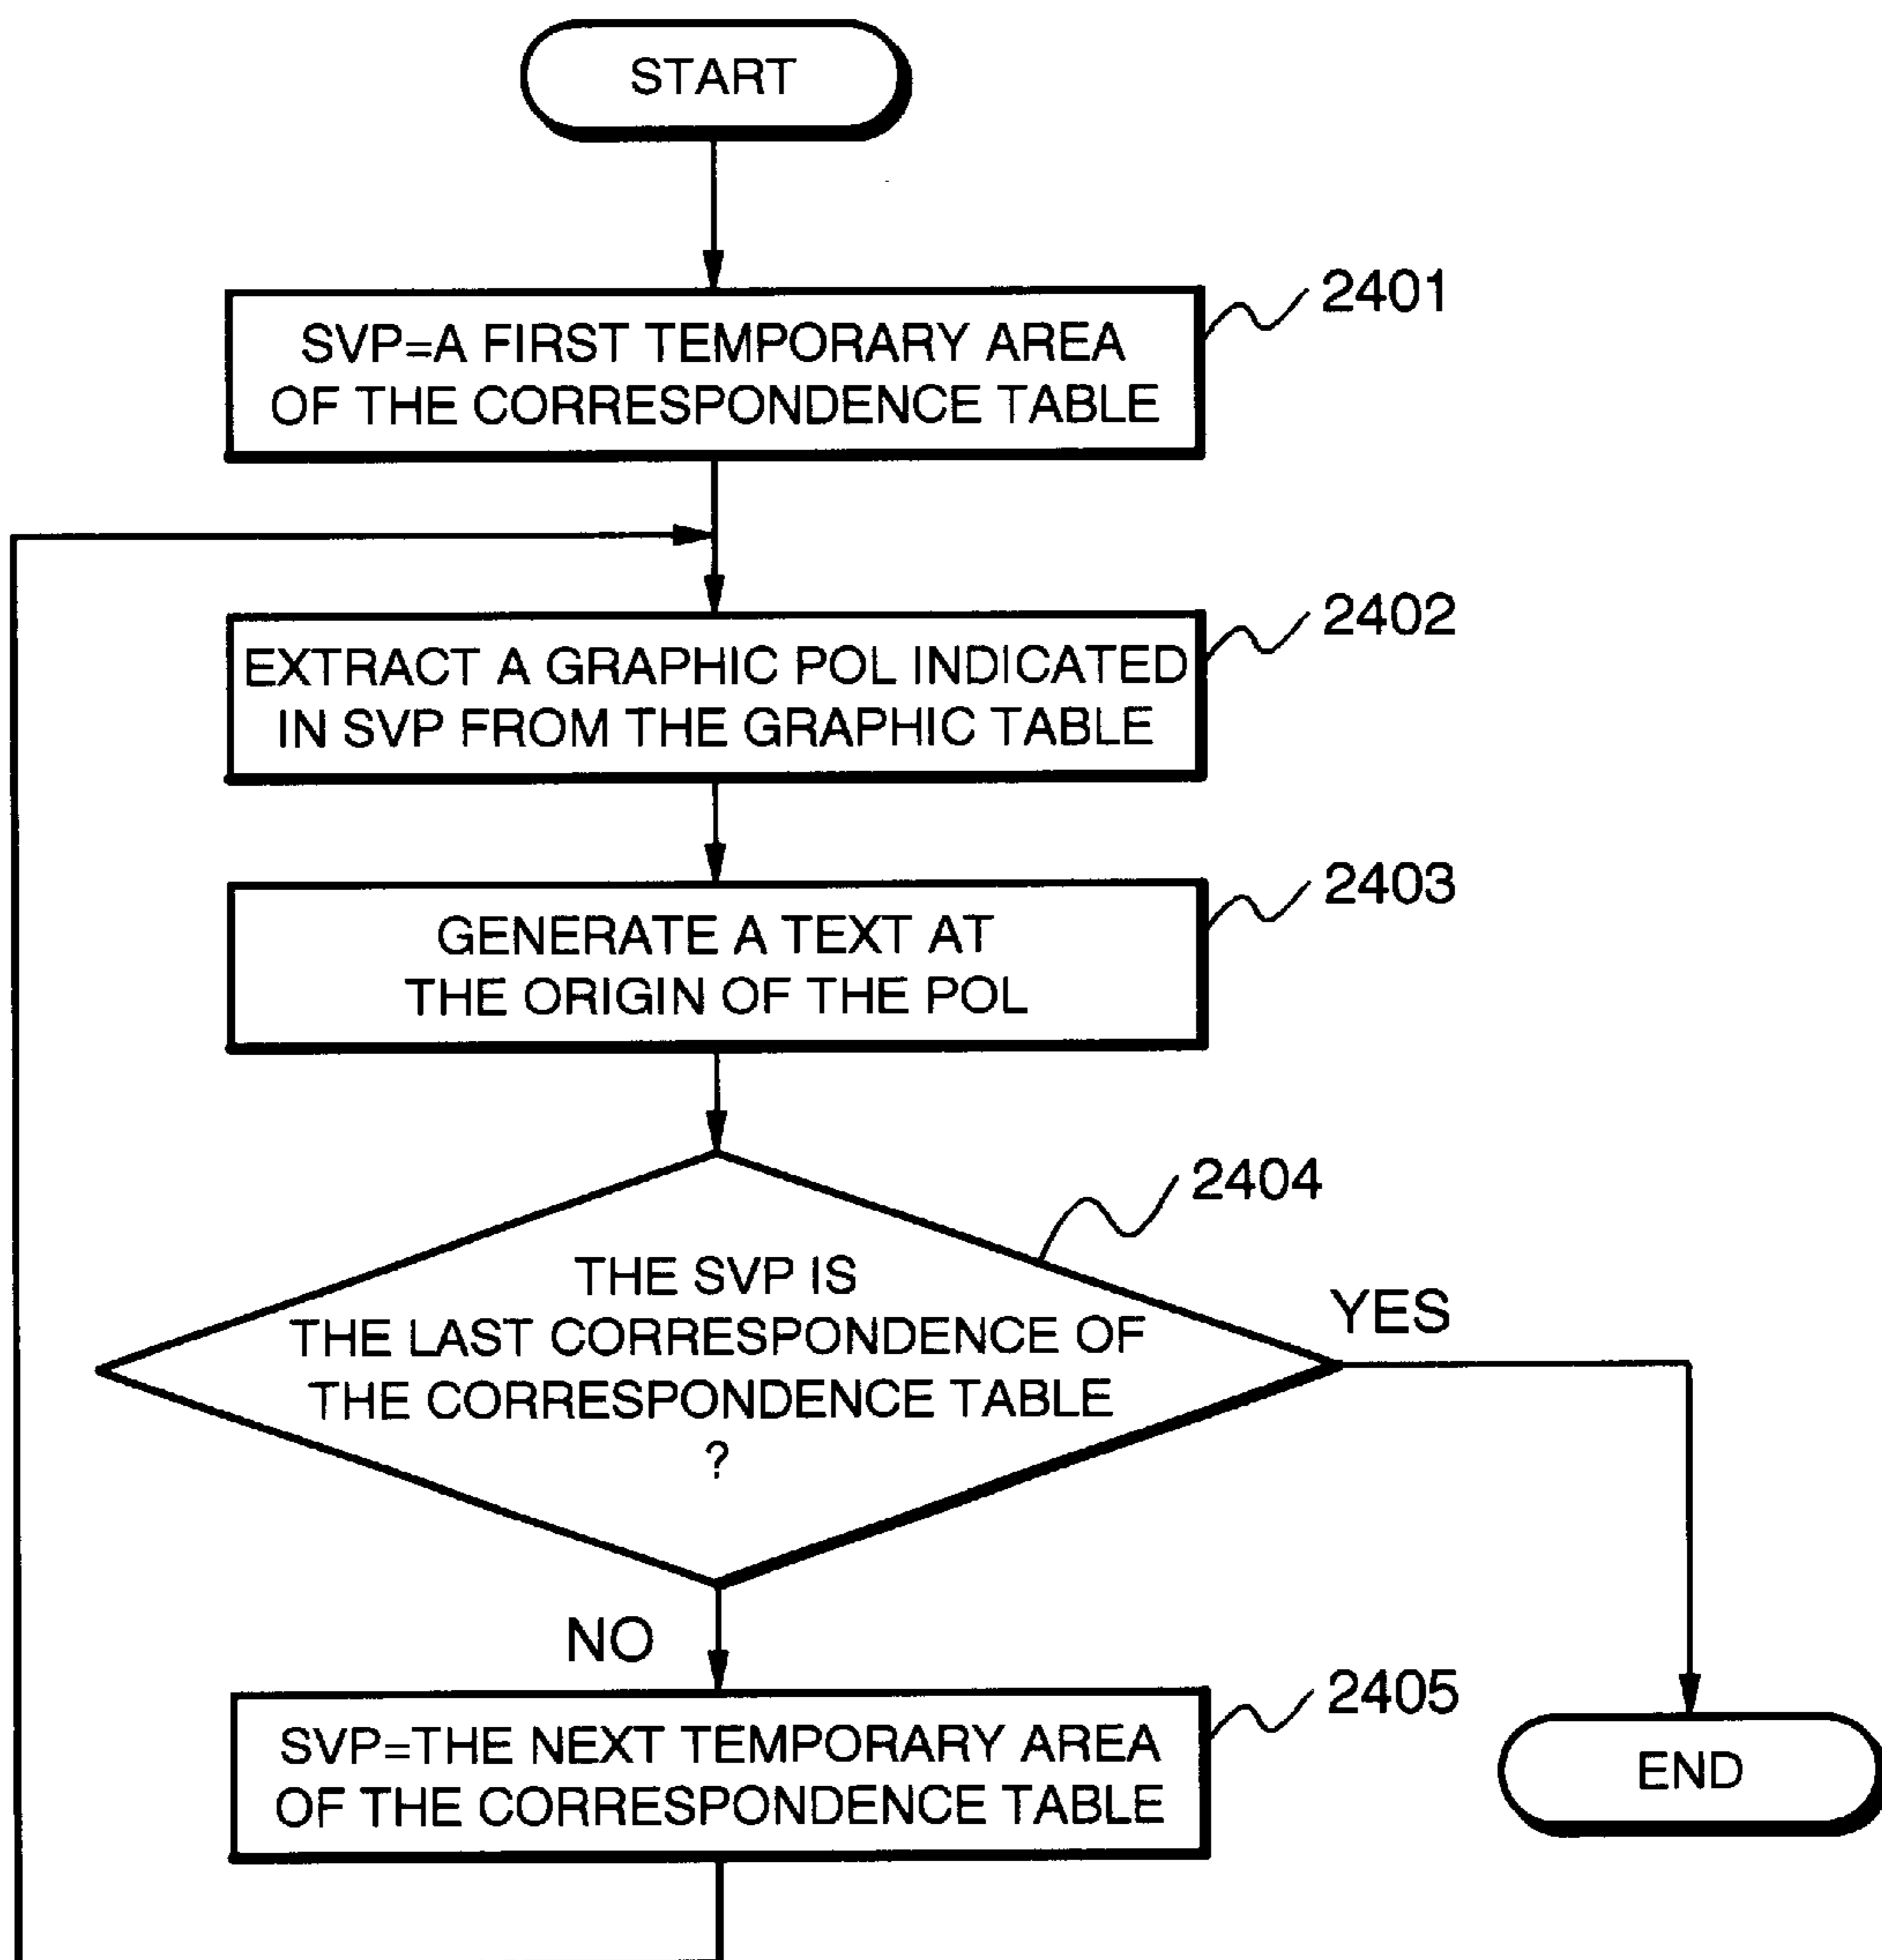 START
2401
SVP=A FIRST TEMPORARY AREA
OF THE CORRESPONDENCE TABLE
2402
EXTRACT A GRAPHIC POL INDICATED
IN SVP FROM THE GRAPHIC TABLE
2403
GENERATE A TEXT AT
THE ORIGIN OF THE POL
2404
THE SVP IS
THE LAST CORRESPONDENCE OF
THE CORRESPONDENCE TABLE
?
YES
NO
2405
SVP=THE NEXT TEMPORARY AREA
OF THE CORRESPONDENCE TABLE
END